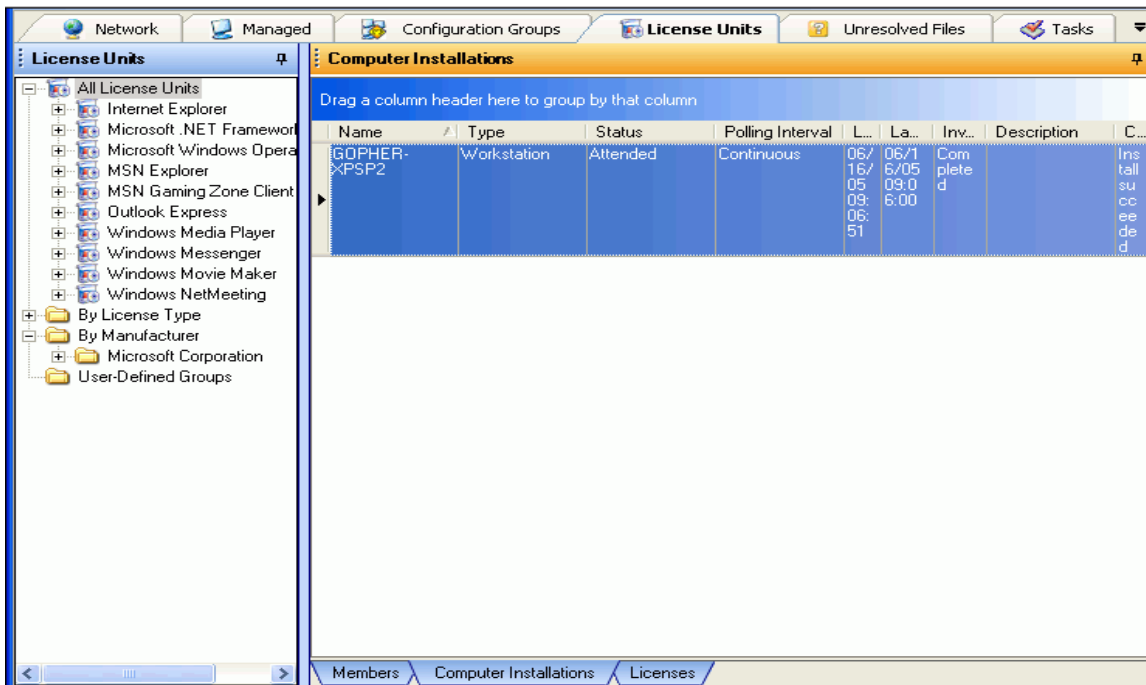 Network Managed Configuration Groups License Units Unresolved Files Tasks
License Units
All License Units
Internet Explorer
Microsoft .NET Framewor
Microsoft Windows Opera
MSN Explorer
MSN Gaming Zone Client
Outlook Express
Windows Media Player
Windows Messenger
Windows Movie Maker
Windows NetMeeting
By License Type
By Manufacturer
Microsoft Corporation
User-Defined Groups
Computer Installations
Drag a column header here to group by that column
Name Type Status Polling Interval L... La... Inv... Description C...
GOPHER-
XPSP2
Workstation
Attended
Continuous
06/
16/
05
09:
06:
51
06/1
6/05
09:0
6:00
Com
plete
d
Ins
tall
su
cc
ee
de
d
Members Computer Installations Licenses